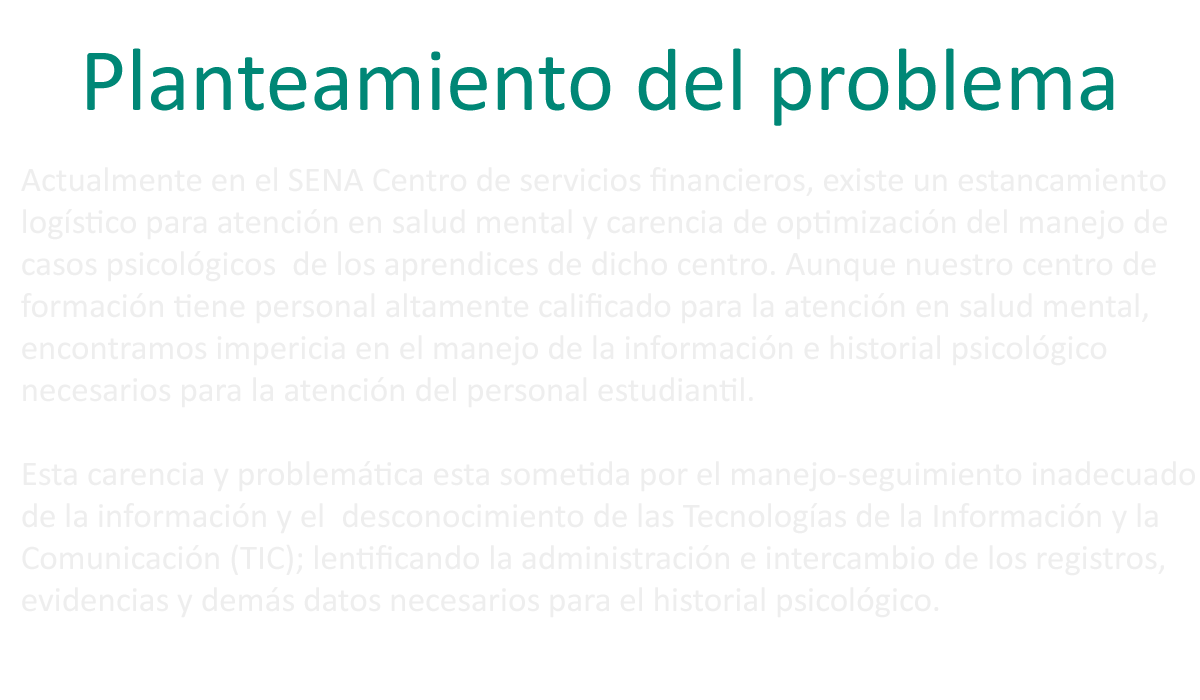 Planteamiento del problema
Actualmente en el SENA Centro de servicios financieros, existe un estancamiento
logístico para atención en salud mental y carencia de optimización del manejo de
casos psicológicos  de los aprendices de dicho centro. Aunque nuestro centro de
formación tiene personal altamente calificado para la atención en salud mental,
encontramos impericia en el manejo de la información e historial psicológico
necesarios para la atención del personal estudiantil.
Esta carencia y problemática esta sometida por el manejo-seguimiento inadecuado
de la información y el  desconocimiento de las Tecnologías de la Información y la
Comunicación (TIC); lentificando la administración e intercambio de los registros,
evidencias y demás datos necesarios para el historial psicológico.